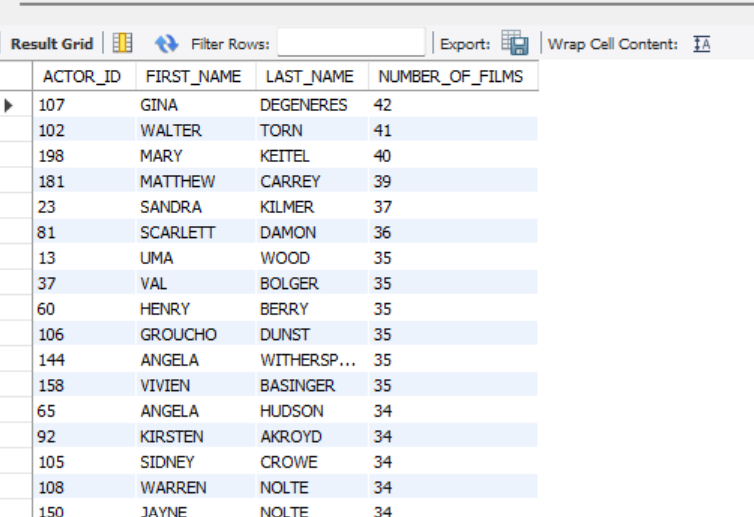 Result Grid Filter Rows: Export: Wrap Cell Content:
ACTOR_ID FIRST_NAME LAST_NAME NUMBER_OF_FILMS
107 GINA DEGENERES 42
102 WALTER TORN 41
198 MARY KEITEL 40
181 MATTHEW CARREY 39
23 SANDRA KILMER 37
81 SCARLETT DAMON 36
13 UMA WOOD 35
37 VAL BOLGER 35
60 HENRY BERRY 35
106 GROUCHO DUNST 35
144 ANGELA WITHERSP... 35
158 VIVIEN BASINGER 35
65 ANGELA HUDSON 34
92 KIRSTEN AKROYD 34
105 SIDNEY CROWE 34
108 WARREN NOLTE 34
150 JAYNE NOLTE 34